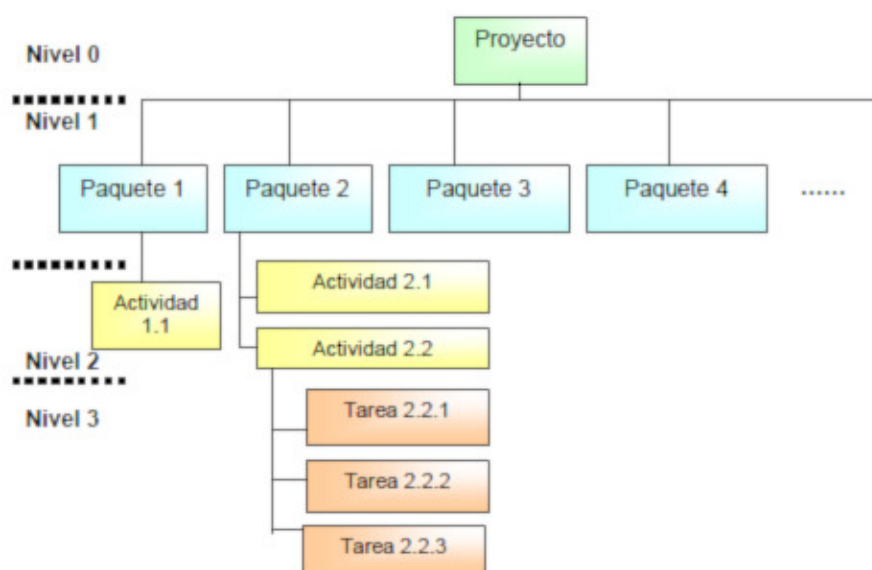 Proyecto
Nivel 0
Nivel 1
Paquete 1
Paquete 2
Paquete 3
Paquete 4
......
Actividad 2.1
Actividad
1.1
Actividad 2.2
Nivel 2
Nivel 3
Tarea 2.2.1
Tarea 2.2.2
Tarea 2.2.3